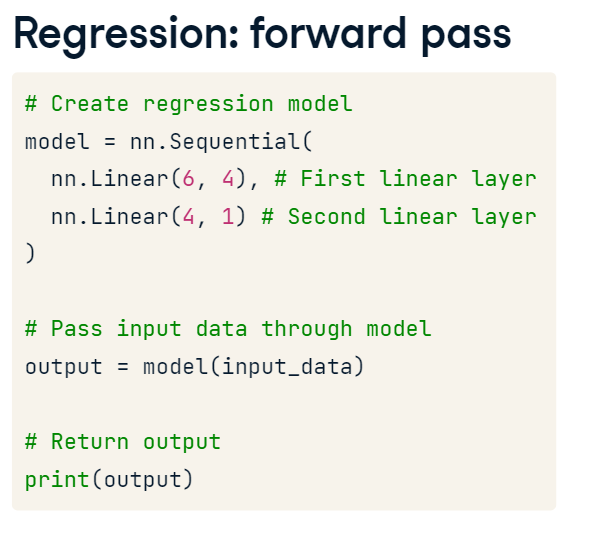 Regression: forward pass
# Create regression model
model = nn.Sequential(
  nn.Linear(6, 4), # First linear layer
  nn.Linear(4, 1) # Second linear layer
)
# Pass input data through model
output = model(input_data)
# Return output
print(output)